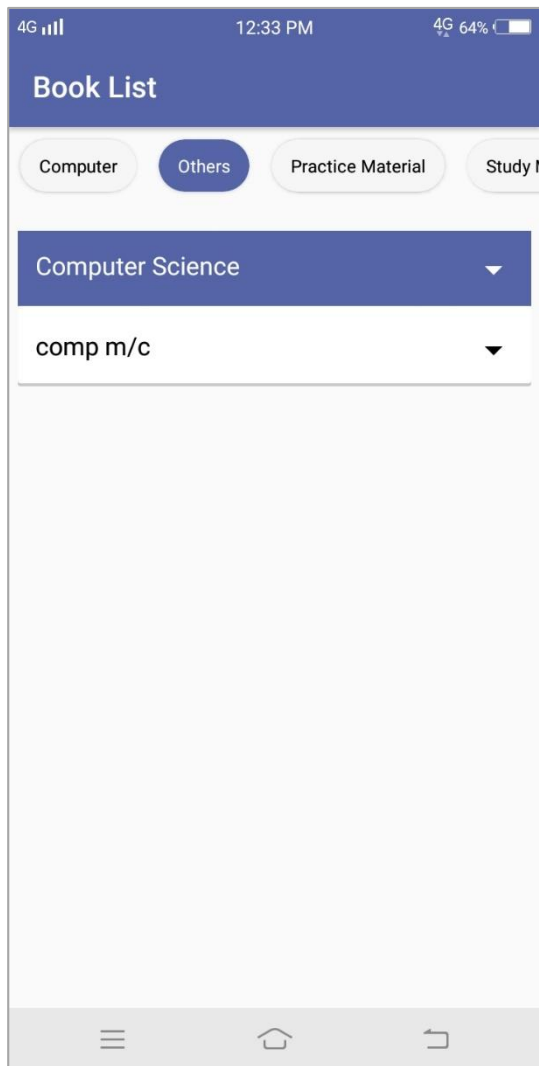 4G 12:33 PM 4G 64%
Book List
Computer Others Practice Material Study
Computer Science
comp m/c